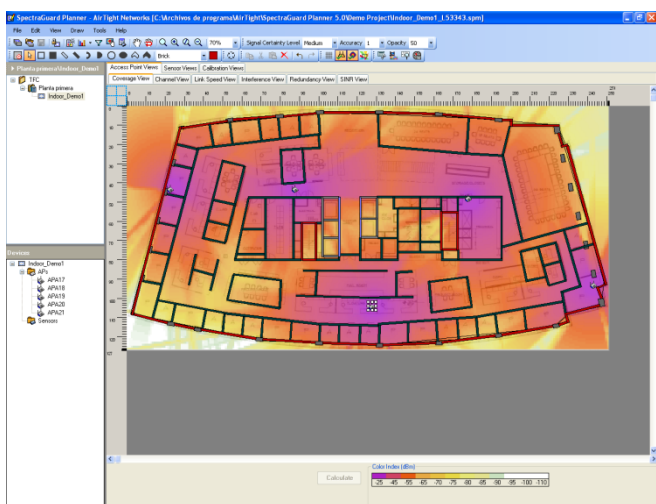 SpectraGuard Planner - AirTight Networks [C:\Archivos de programa\AirTight\SpectraGuard Planner 5.0\Demo Project\Indoor_Demo1_L53343.spm]
File Edit View Draw Tools Help
70% Signal Certainty Level Medium Accuracy 1 Opacity 50
Brick
Planta primera\Indoor_Demo1
Access Point Views Sensor Views Calibration Views
Coverage View Channel View Link Speed View Interference View Redundancy View SINR View
TFC
Planta primera
Indoor_Demo1
Devices
Indoor_Demo1
APs
APA17
APA18
APA19
APA20
APA21
Sensors
Calculate
Color Index (dBm)
-25 -45 -55 -65 -70 -75 -80 -85 -90 -95 -100 -110